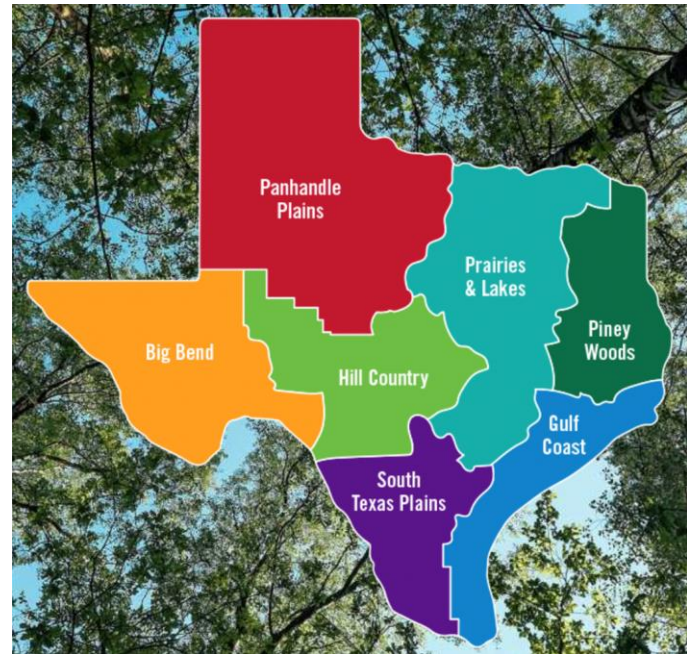 Panhandle
Plains
Prairies
& Lakes
Piney
Woods
Big Bend
Hill Country
Gulf
Coast
South
Texas Plains